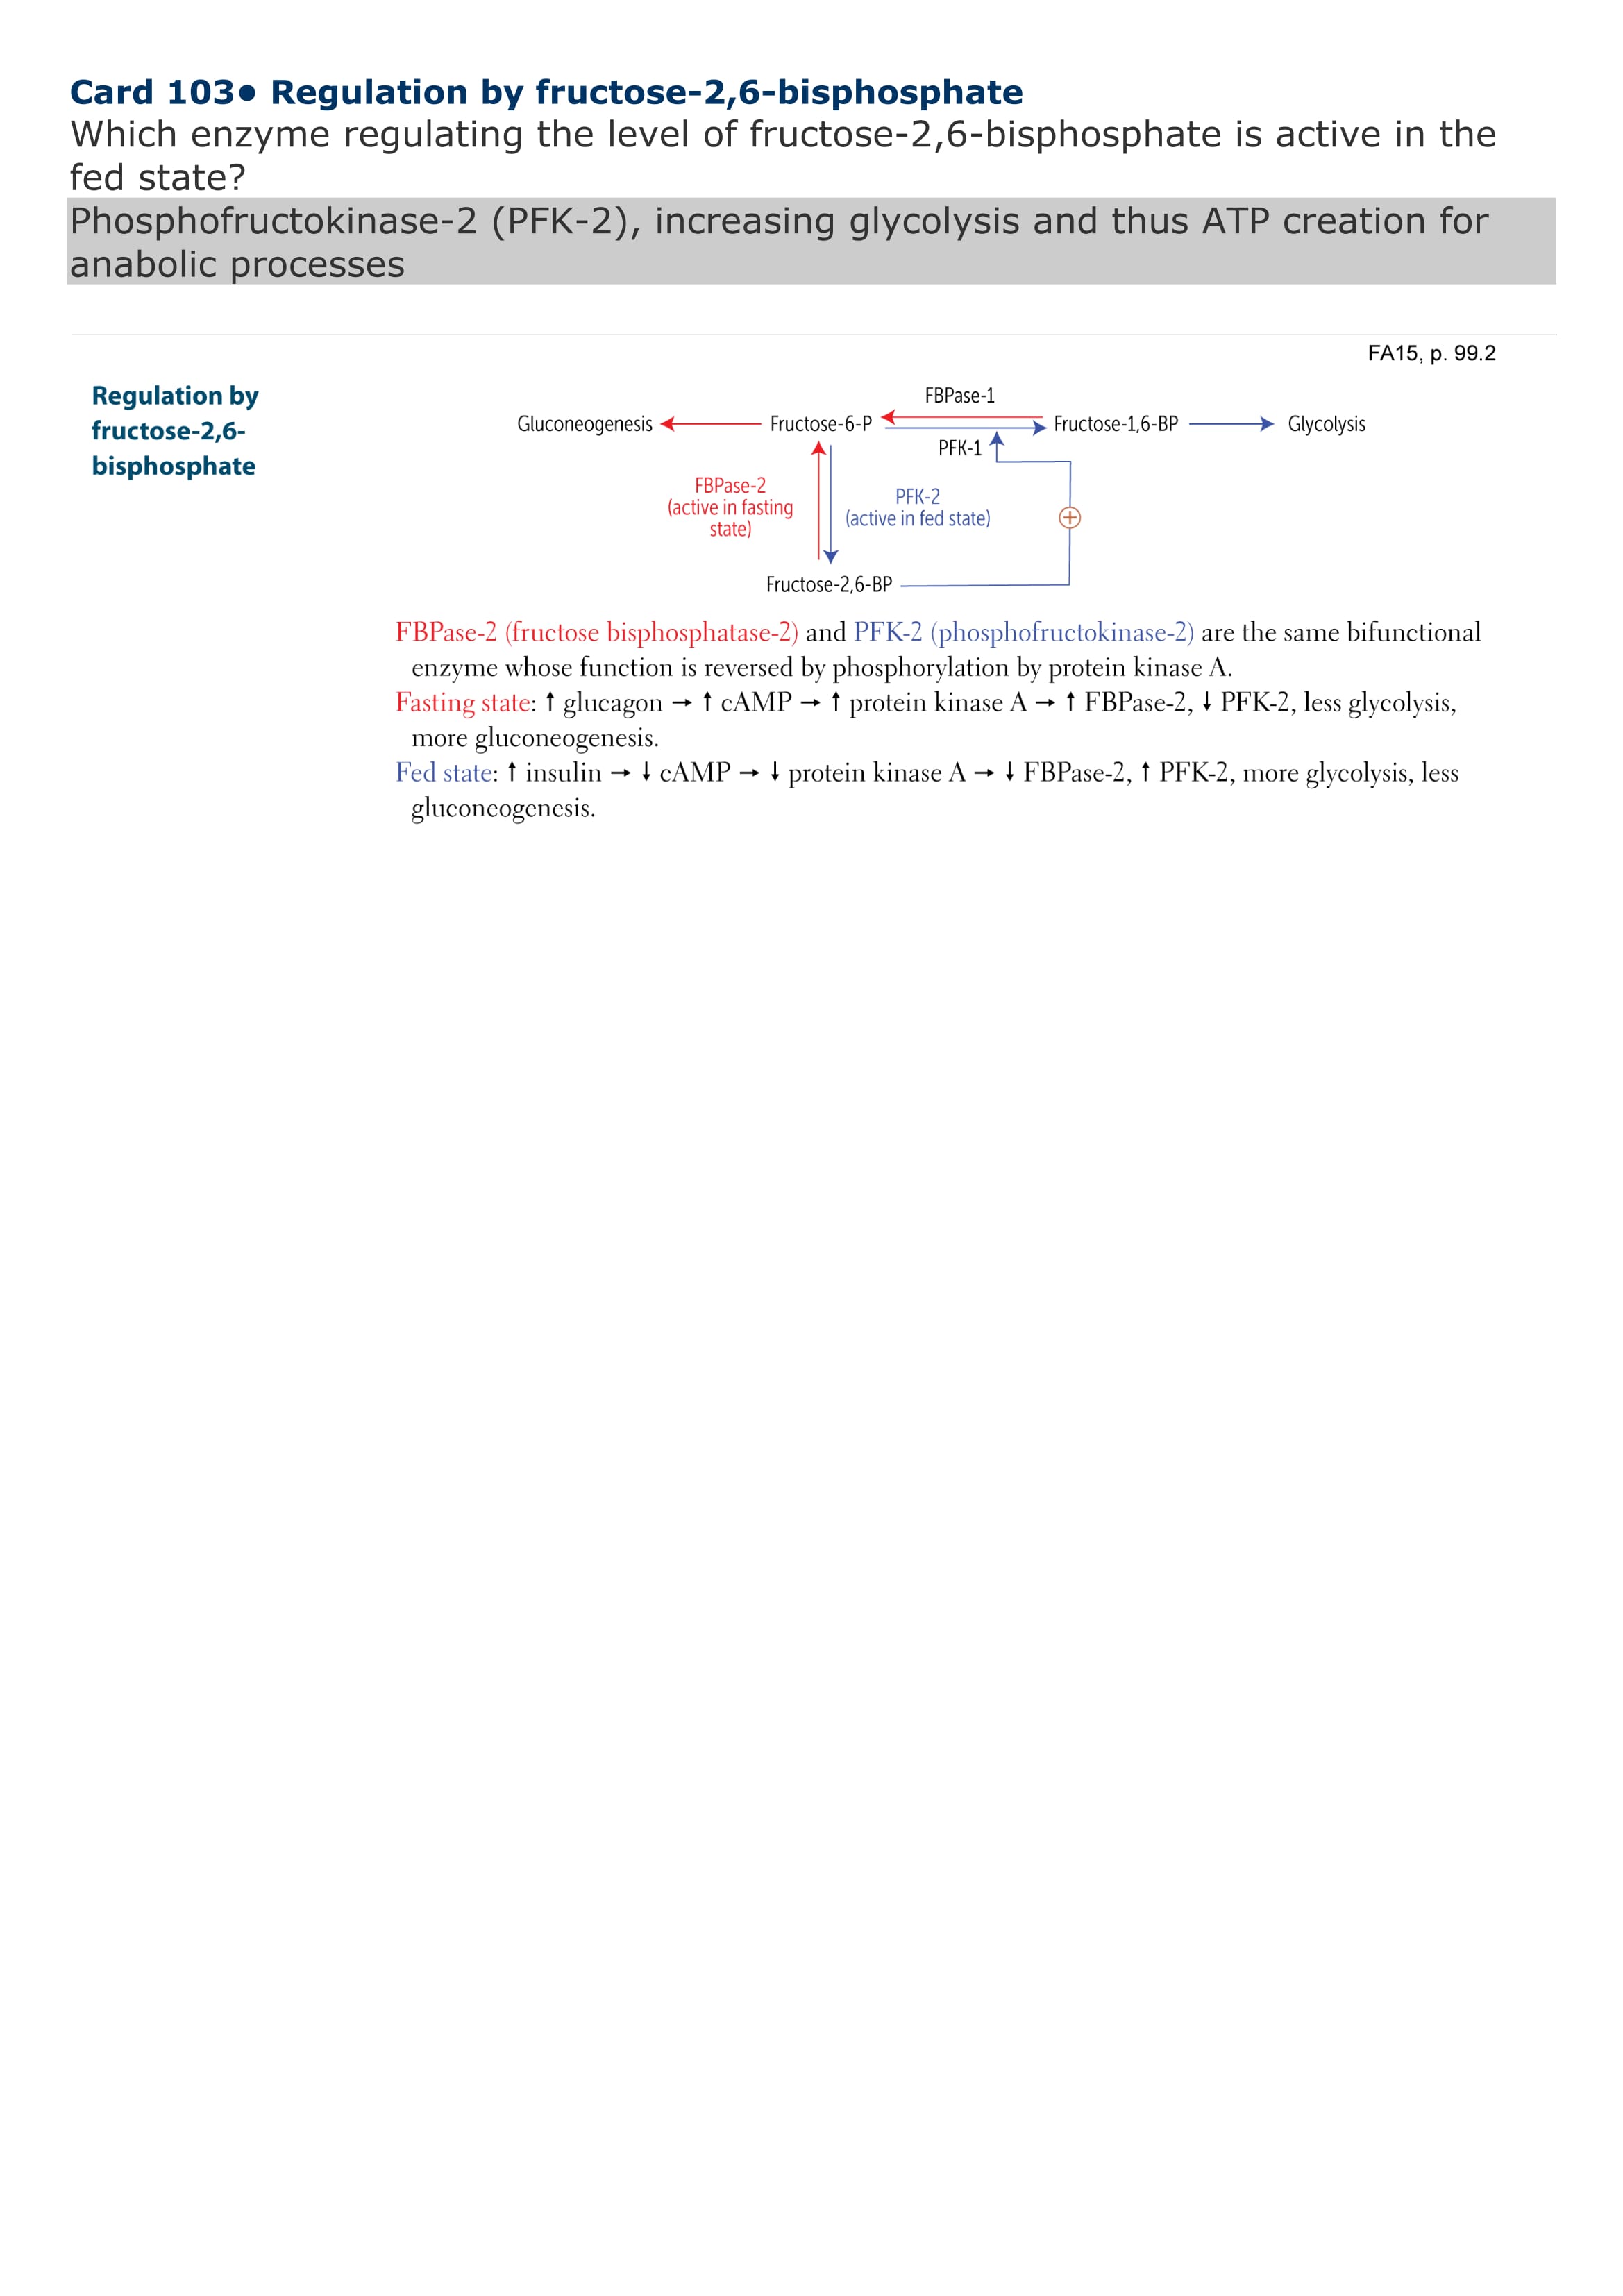 Card 103• Regulation by fructose-2,6-bisphosphate
Which enzyme regulating the level of fructose-2,6-bisphosphate is active in the
fed state?
Phosphofructokinase-2 (PFK-2), increasing glycolysis and thus ATP creation for
anabolic processes
FA15, p. 99.2
Regulation by
fructose-2,6-
bisphosphate
FBPase-1
Gluconeogenesis
Fructose-6-P
Fructose-1,6-BP
Glycolysis
PFK-1
FBPase-2
(active in fasting
state)
PFK-2
(active in fed state)
+
Fructose-2,6-BP
FBPase-2 (fructose bisphosphatase-2) and PFK-2 (phosphofructokinase-2) are the same bifunctional
enzyme whose function is reversed by phosphorylation by protein kinase A.
Fasting state: ↑ glucagon → ↑ cAMP → ↑ protein kinase A → ↑ FBPase-2, ↓ PFK-2, less glycolysis,
more gluconeogenesis.
Fed state: ↑ insulin → ↓ cAMP → ↓ protein kinase A → ↓ FBPase-2, ↑ PFK-2, more glycolysis, less
gluconeogenesis.